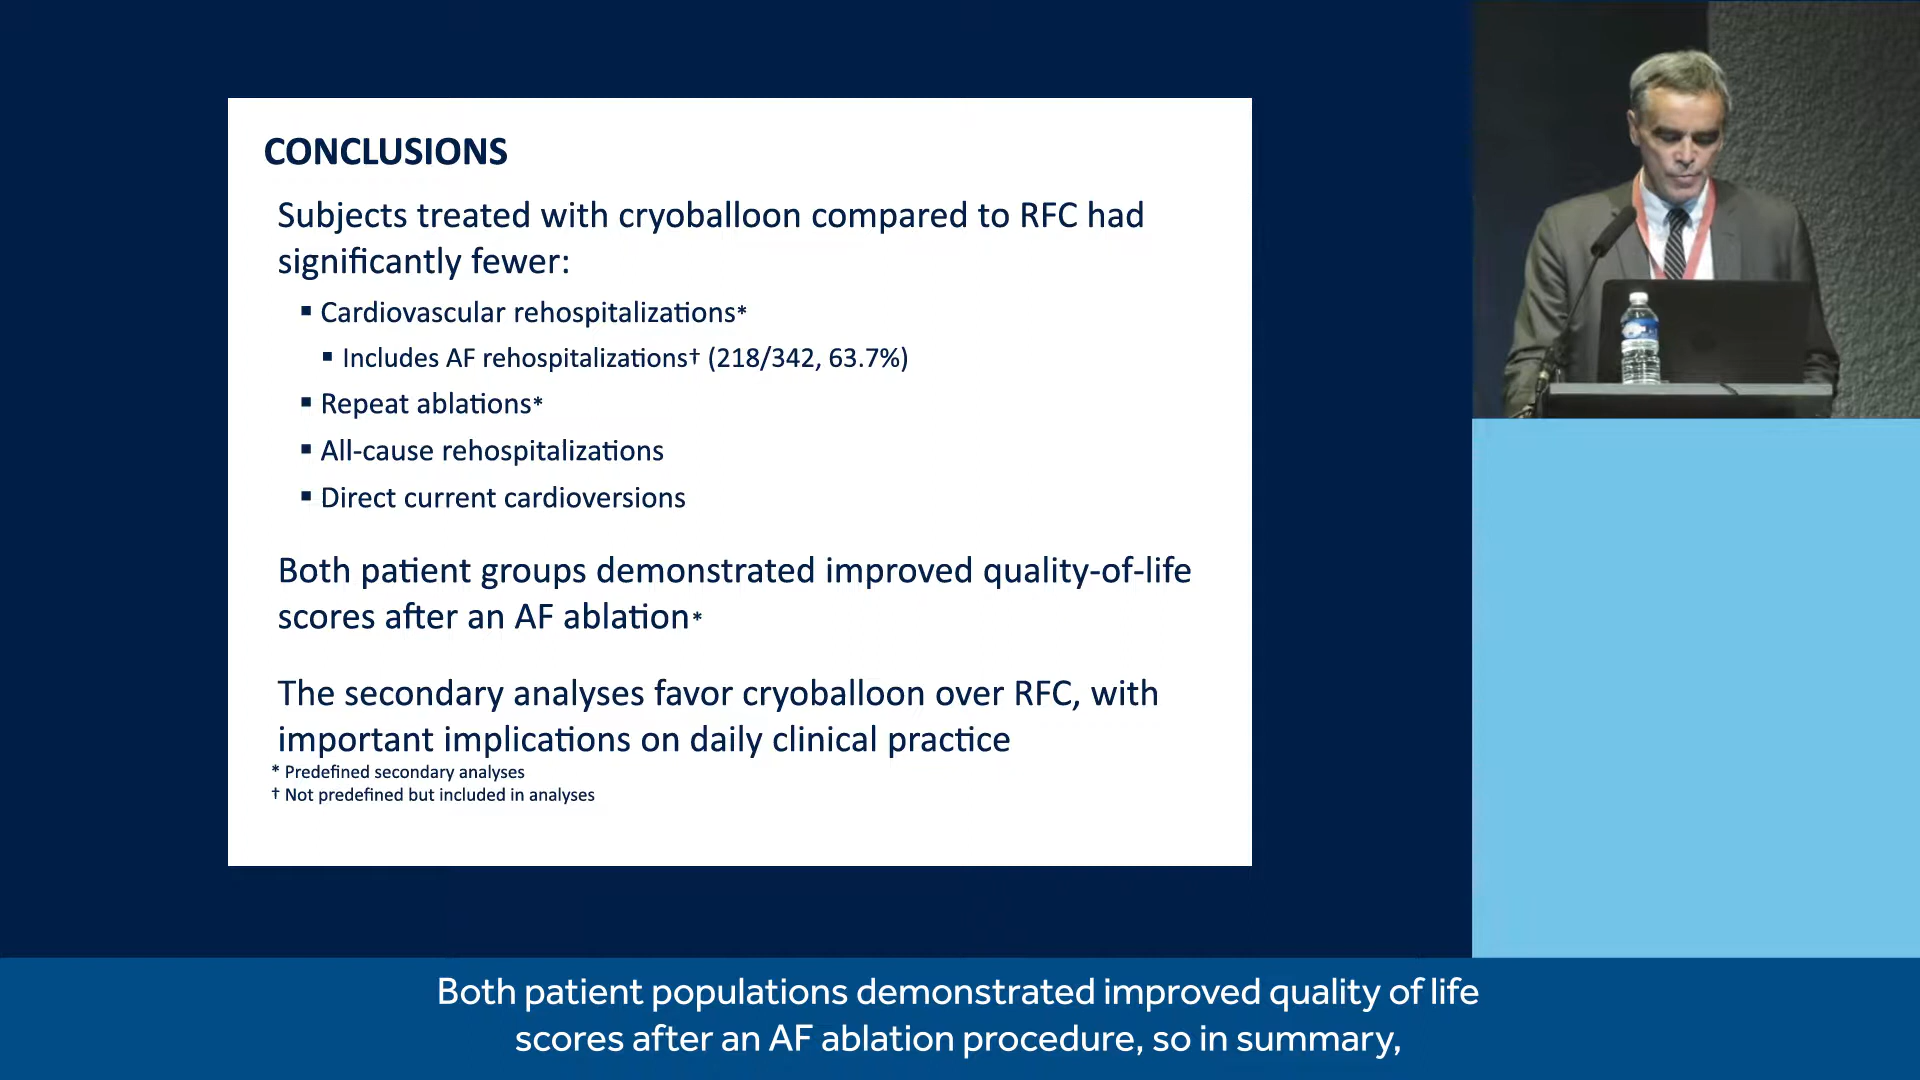 CONCLUSIONS
Subjects treated with cryoballoon compared to RFC had
significantly fewer:
▪ Cardiovascular rehospitalizations*
▪ Includes AF rehospitalizations† (218/342, 63.7%)
▪ Repeat ablations*
▪ All-cause rehospitalizations
▪ Direct current cardioversions
Both patient groups demonstrated improved quality-of-life
scores after an AF ablation*
The secondary analyses favor cryoballoon over RFC, with
important implications on daily clinical practice
* Predefined secondary analyses
† Not predefined but included in analyses
Both patient populations demonstrated improved quality of life
scores after an AF ablation procedure, so in summary,